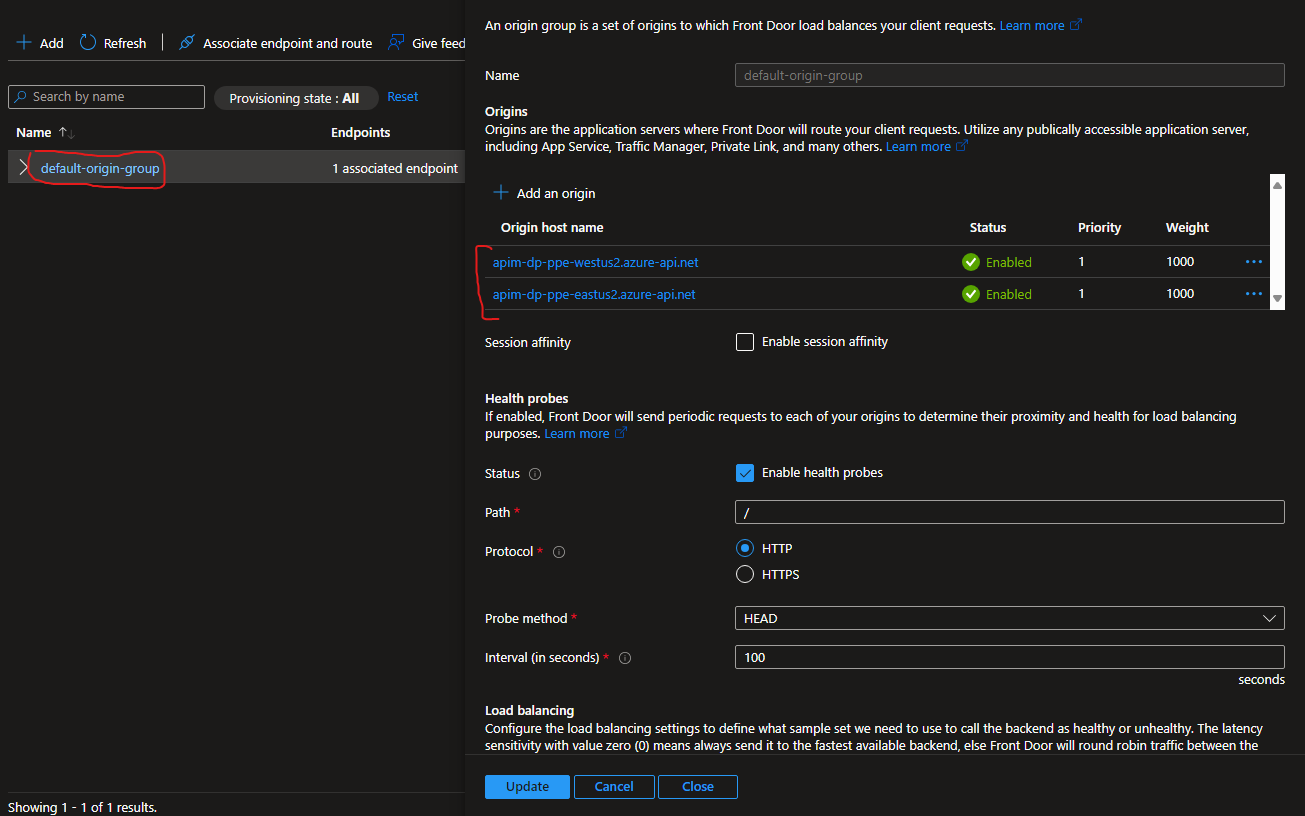 Add Refresh Associate endpoint and route Give feed
Search by name Provisioning state : All Reset
Name ↑↓ Endpoints
default-origin-group 1 associated endpoint
Showing 1 - 1 of 1 results.
An origin group is a set of origins to which Front Door load balances your client requests. Learn more
Name default-origin-group
Origins
Origins are the application servers where Front Door will route your client requests. Utilize any publically accessible application server,
including App Service, Traffic Manager, Private Link, and many others. Learn more
Add an origin
Origin host name Status Priority Weight
apim-dp-ppe-westus2.azure-api.net Enabled 1 1000 ...
apim-dp-ppe-eastus2.azure-api.net Enabled 1 1000 ...
Session affinity Enable session affinity
Health probes
If enabled, Front Door will send periodic requests to each of your origins to determine their proximity and health for load balancing
purposes. Learn more
Status Enable health probes
Path * /
Protocol * HTTP
HTTPS
Probe method * HEAD
Interval (in seconds) * 100
seconds
Load balancing
Configure the load balancing settings to define what sample set we need to use to call the backend as healthy or unhealthy. The latency
sensitivity with value zero (0) means always send it to the fastest available backend, else Front Door will round robin traffic between the
Update Cancel Close